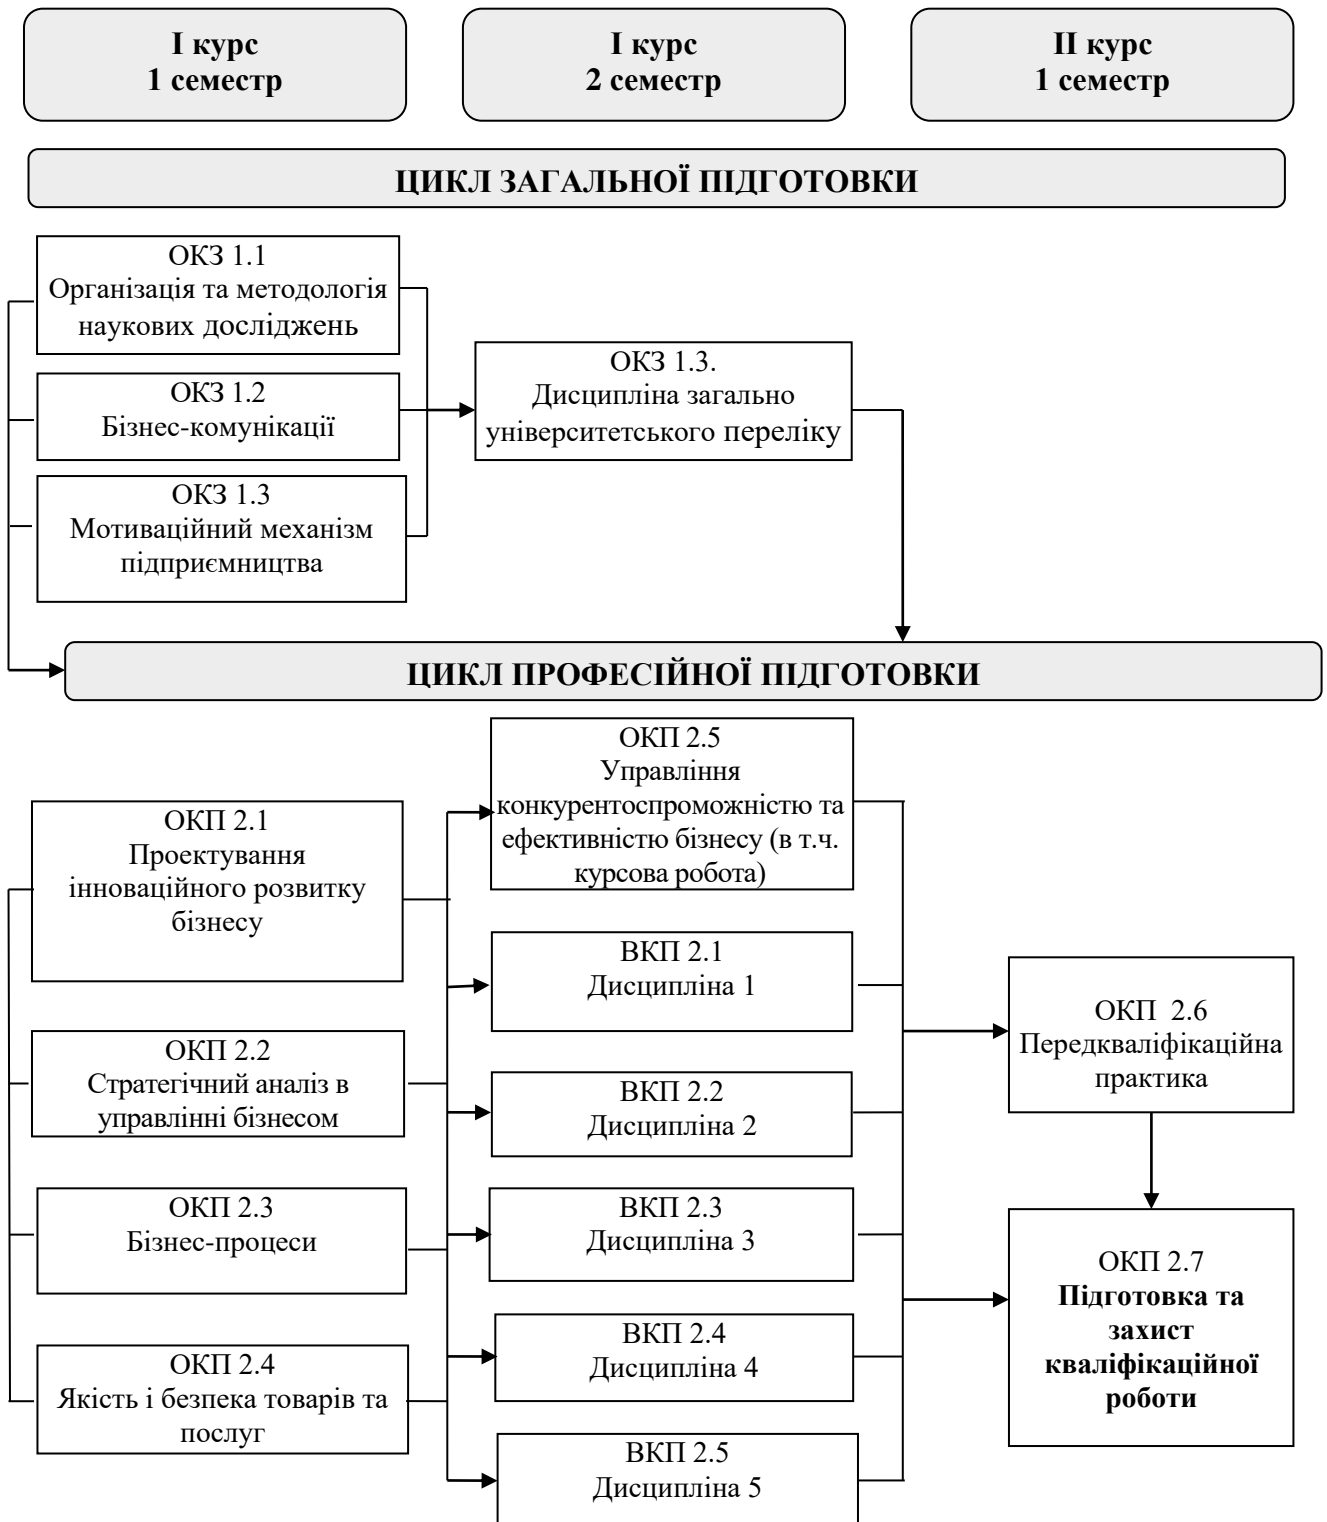 І курс
1 семестр
І курс
2 семестр
ІІ курс
1 семестр
ЦИКЛ ЗАГАЛЬНОЇ ПІДГОТОВКИ
ОКЗ 1.1
Організація та методологія
наукових досліджень
ОКЗ 1.2
Бізнес-комунікації
ОКЗ 1.3
Мотиваційний механізм
підприємництва
ОКЗ 1.3.
Дисципліна загально
університетського переліку
ЦИКЛ ПРОФЕСІЙНОЇ ПІДГОТОВКИ
ОКП 2.1
Проектування
інноваційного розвитку
бізнесу
ОКП 2.2
Стратегічний аналіз в
управлінні бізнесом
ОКП 2.3
Бізнес-процеси
ОКП 2.4
Якість і безпека товарів та
послуг
ОКП 2.5
Управління
конкурентоспроможністю та
ефективністю бізнесу (в т.ч.
курсова робота)
ВКП 2.1
Дисципліна 1
ВКП 2.2
Дисципліна 2
ВКП 2.3
Дисципліна 3
ВКП 2.4
Дисципліна 4
ВКП 2.5
Дисципліна 5
ОКП 2.6
Передкваліфікаційна
практика
ОКП 2.7
Підготовка та
захист
кваліфікаційної
роботи